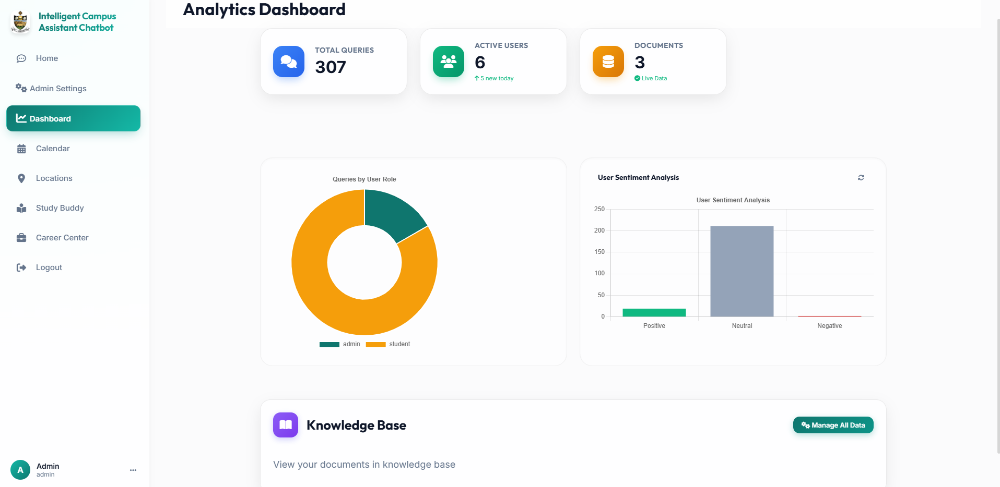 Intelligent Campus
Assistant Chatbot
Home
Admin Settings
Dashboard
Calendar
Locations
Study Buddy
Career Center
Logout
A
Admin
admin
Analytics Dashboard
TOTAL QUERIES
307
ACTIVE USERS
6
5 new today
DOCUMENTS
3
Live Data
Queries by User Role
admin
student
User Sentiment Analysis
User Sentiment Analysis
250
200
150
100
50
0
Positive
Neutral
Negative
Knowledge Base
Manage All Data
View your documents in knowledge base